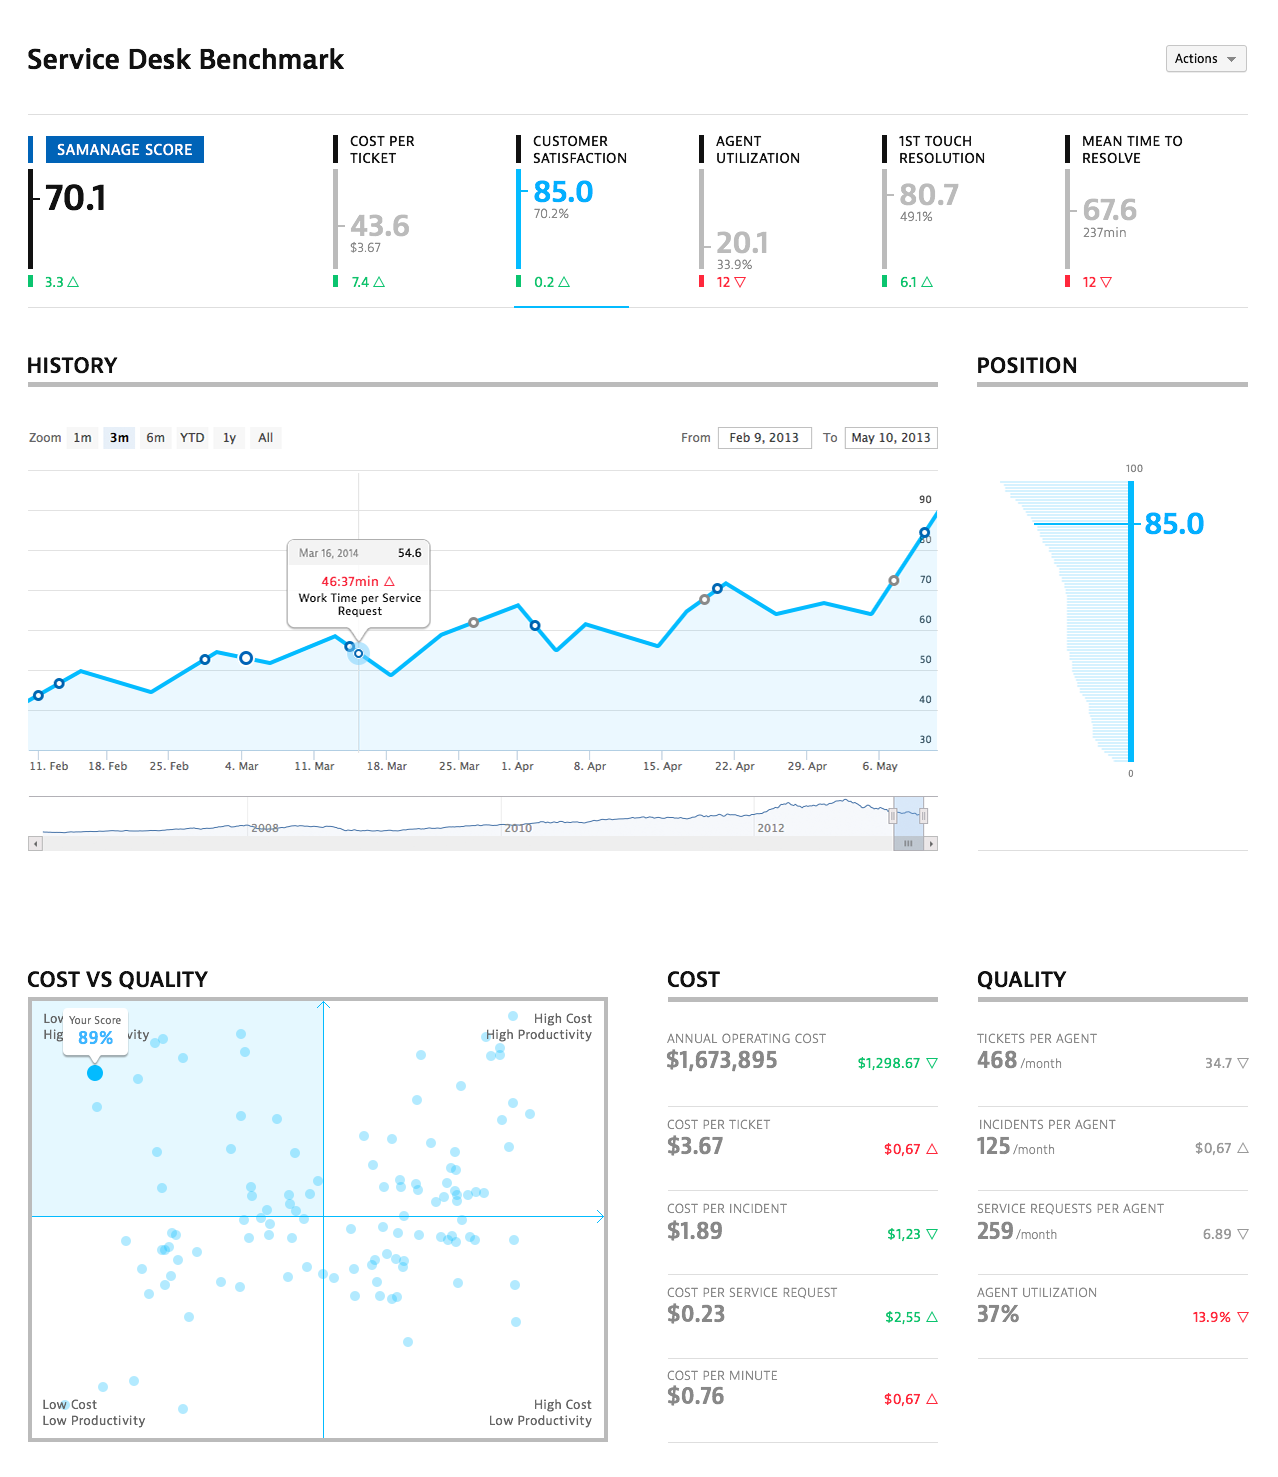 Service Desk Benchmark
Actions
SAMANAGE SCORE
70.1
3.3 △
COST PER
TICKET
43.6
$3.67
7.4 △
CUSTOMER
SATISFACTION
85.0
70.2%
0.2 △
AGENT
UTILIZATION
20.1
33.9%
12 ▽
1ST TOUCH
RESOLUTION
80.7
49.1%
6.1 △
MEAN TIME TO
RESOLVE
67.6
237min
12 ▽
HISTORY
Zoom 1m 3m 6m YTD 1y All
From Feb 9, 2013 To May 10, 2013
90
80
70
60
50
40
30
Mar 16, 2014 54.6
46:37min △
Work Time per Service
Request
11. Feb 18. Feb 25. Feb 4. Mar 11. Mar 18. Mar 25. Mar 1. Apr 8. Apr 15. Apr 22. Apr 29. Apr 6. May
2008 2010 2012
POSITION
100
85.0
0
COST VS QUALITY
Your Score
89%
High Cost
High Productivity
Low Cost
Low Productivity
High Cost
Low Productivity
COST
ANNUAL OPERATING COST
$1,673,895 $1,298.67 ▽
COST PER TICKET
$3.67 $0,67 △
COST PER INCIDENT
$1.89 $1,23 ▽
COST PER SERVICE REQUEST
$0.23 $2,55 △
COST PER MINUTE
$0.76 $0,67 △
QUALITY
TICKETS PER AGENT
468 /month 34.7 ▽
INCIDENTS PER AGENT
125 /month $0,67 △
SERVICE REQUESTS PER AGENT
259 /month 6.89 ▽
AGENT UTILIZATION
37% 13.9% ▽